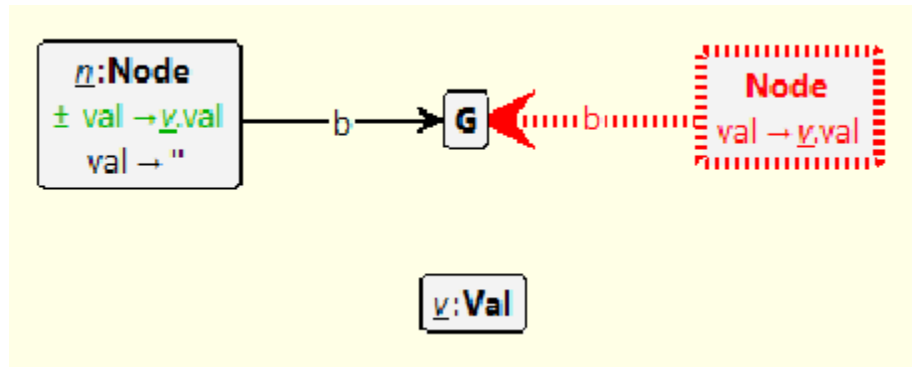 n:Node
± val →v.val
val → "
b
G
b
Node
val →v.val
v:Val